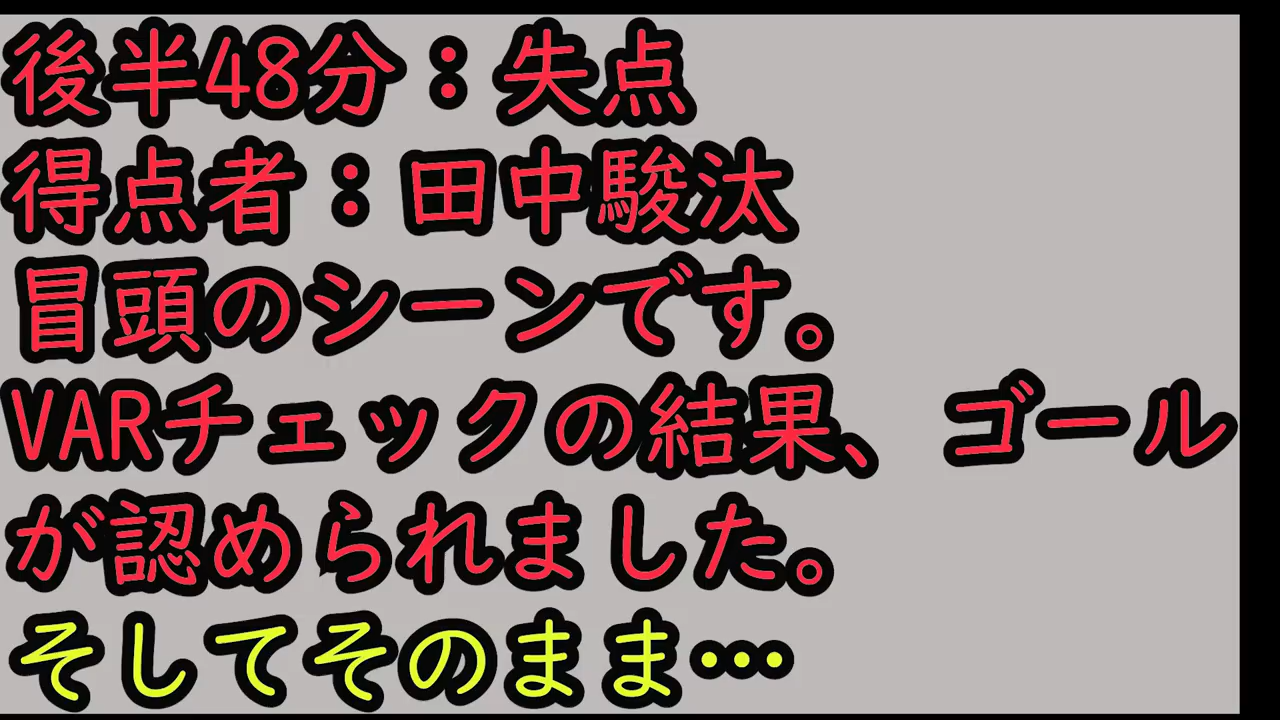 後半48分：失点
得点者：田中駿汰
冒頭のシーンです。
VARチェックの結果、ゴール
が認められました。
そしてそのまま…